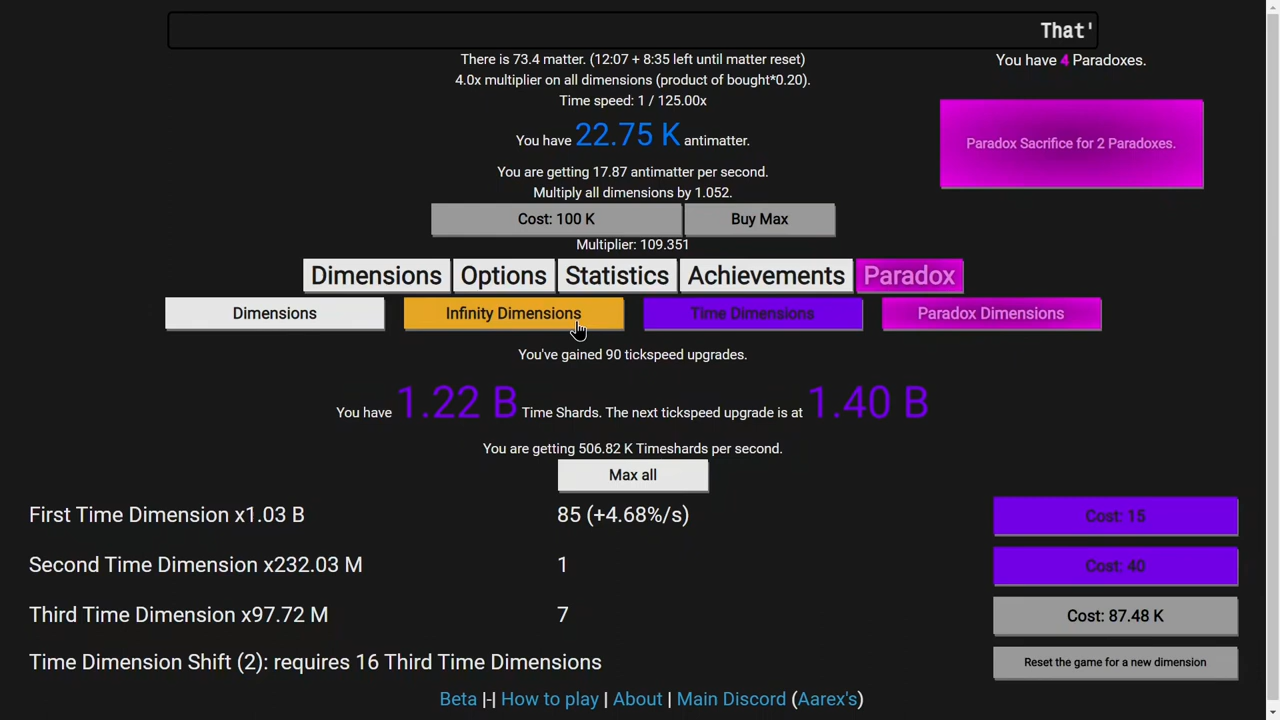 That'
There is 73.4 matter. (12:07 + 8:35 left until matter reset)
You have 4 Paradoxes.
4.0x multiplier on all dimensions (product of bought*0.20).
Time speed: 1 / 125.00x
You have 22.75 K antimatter.
Paradox Sacrifice for 2 Paradoxes.
You are getting 17.87 antimatter per second.
Multiply all dimensions by 1.052.
Cost: 100 K Buy Max
Multiplier: 109.351
Dimensions Options Statistics Achievements Paradox
Dimensions Infinity Dimensions Time Dimensions Paradox Dimensions
You've gained 90 tickspeed upgrades.
You have 1.22 B Time Shards. The next tickspeed upgrade is at 1.40 B
You are getting 506.82 K Timeshards per second.
Max all
First Time Dimension x1.03 B 85 (+4.68%/s) Cost: 15
Second Time Dimension x232.03 M 1 Cost: 40
Third Time Dimension x97.72 M 7 Cost: 87.48 K
Time Dimension Shift (2): requires 16 Third Time Dimensions Reset the game for a new dimension
Beta |-| How to play | About | Main Discord (Aarex's)